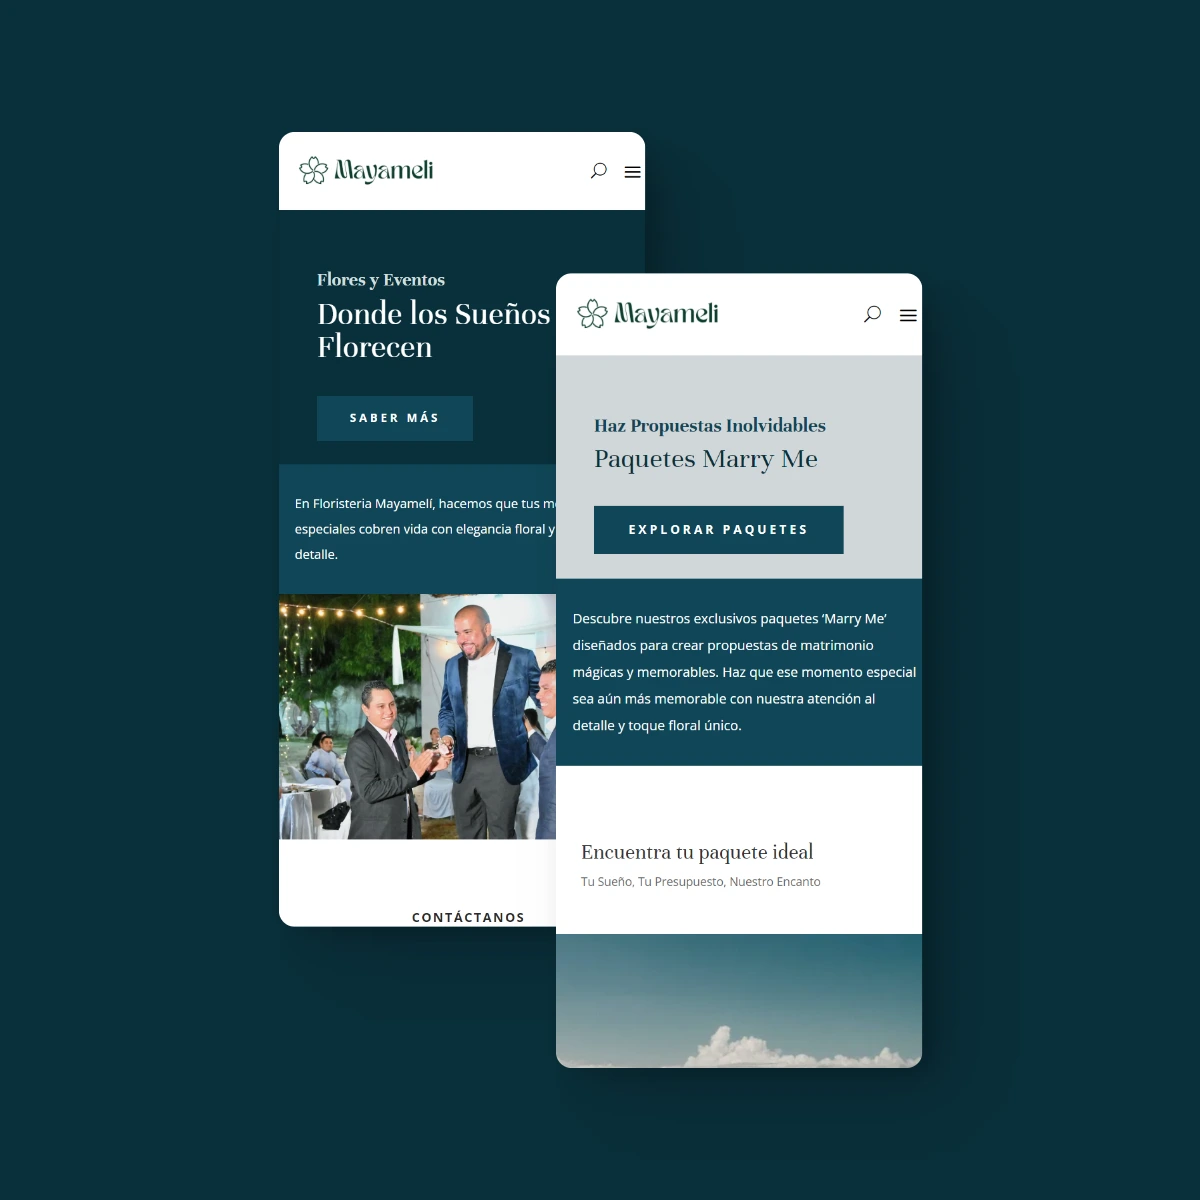 Mayameli
Flores y Eventos
Donde los Sueños
Florecen
SABER MÁS
En Floristeria Mayamelí, hacemos que tus
especiales cobren vida con elegancia floral y
detalle.
CONTÁCTANOS
Mayameli
Haz Propuestas Inolvidables
Paquetes Marry Me
EXPLORAR PAQUETES
Descubre nuestros exclusivos paquetes ‘Marry Me’
diseñados para crear propuestas de matrimonio
mágicas y memorables. Haz que ese momento especial
sea aún más memorable con nuestra atención al
detalle y toque floral único.
Encuentra tu paquete ideal
Tu Sueño, Tu Presupuesto, Nuestro Encanto